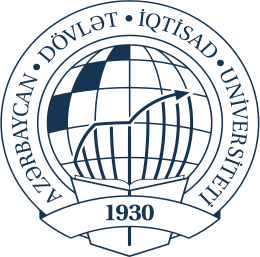 AZƏRBAYCAN • DÖVLƏT • İQTİSAD • UNİVERSİTETİ
1930